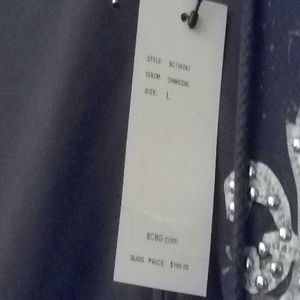 STYLE:
COLOR: CHARCOAL
SIZE: L
BCBG.com
SUGG. PRICE: